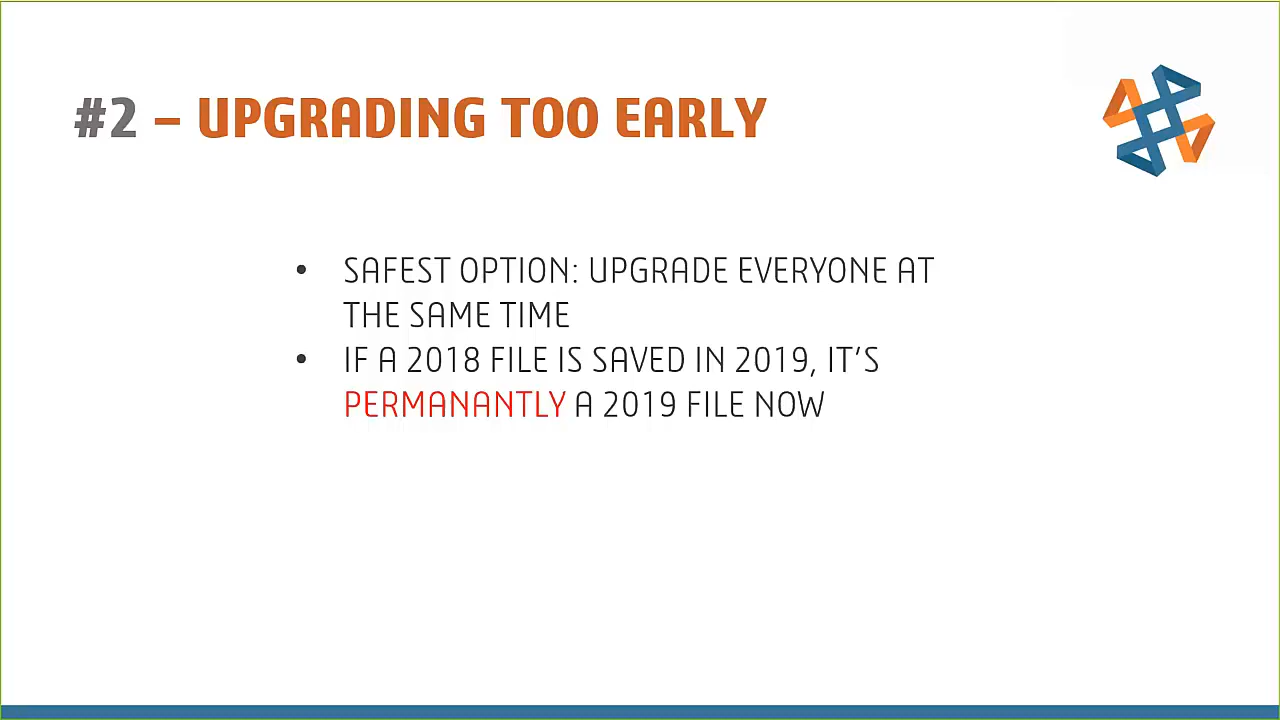 #2 – UPGRADING TOO EARLY
• SAFEST OPTION: UPGRADE EVERYONE AT
THE SAME TIME
• IF A 2018 FILE IS SAVED IN 2019, IT'S
PERMANANTLY A 2019 FILE NOW